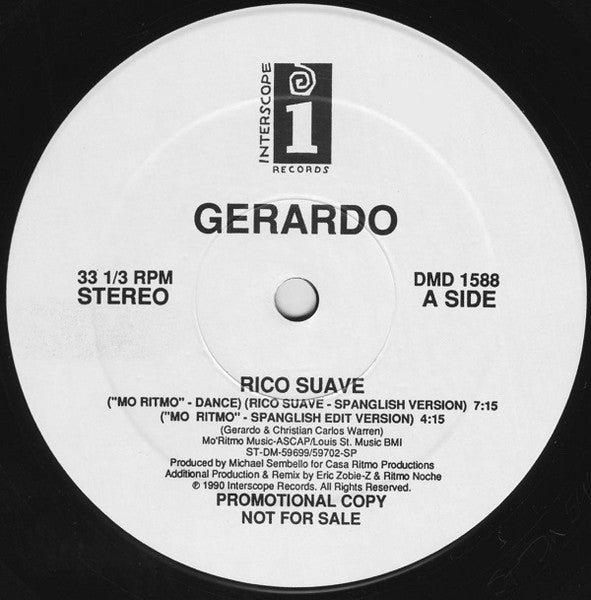 INTERSCOPE
i
RECORDS
GERARDO
33 1/3 RPM
STEREO
DMD 1588
A SIDE
RICO SUAVE
("MO RITMO" - DANCE) (RICO SUAVE - SPANGLISH VERSION) 7:15
("MO RITMO" - SPANGLISH EDIT VERSION) 4:15
(Gerardo & Christian Carlos Warren)
Mo'Ritmo Music-ASCAP/Louis St. Music BMI
ST-DM-59699/59702-SP
Produced by Michael Sembello for Casa Ritmo Productions
Additional Production & Remix by Eric Zobie-Z & Ritmo Noche
℗ 1990 Interscope Records. All Rights Reserved.
PROMOTIONAL COPY
NOT FOR SALE